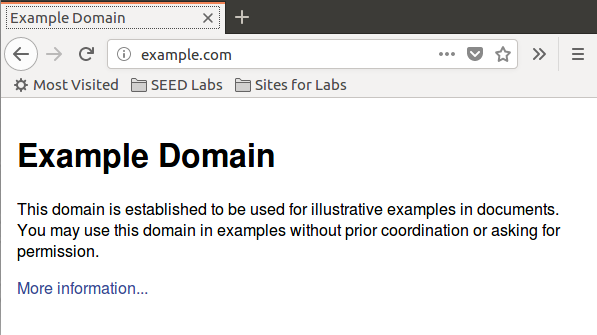 Example Domain
example.com
Most Visited SEED Labs Sites for Labs
Example Domain
This domain is established to be used for illustrative examples in documents.
You may use this domain in examples without prior coordination or asking for
permission.
More information...